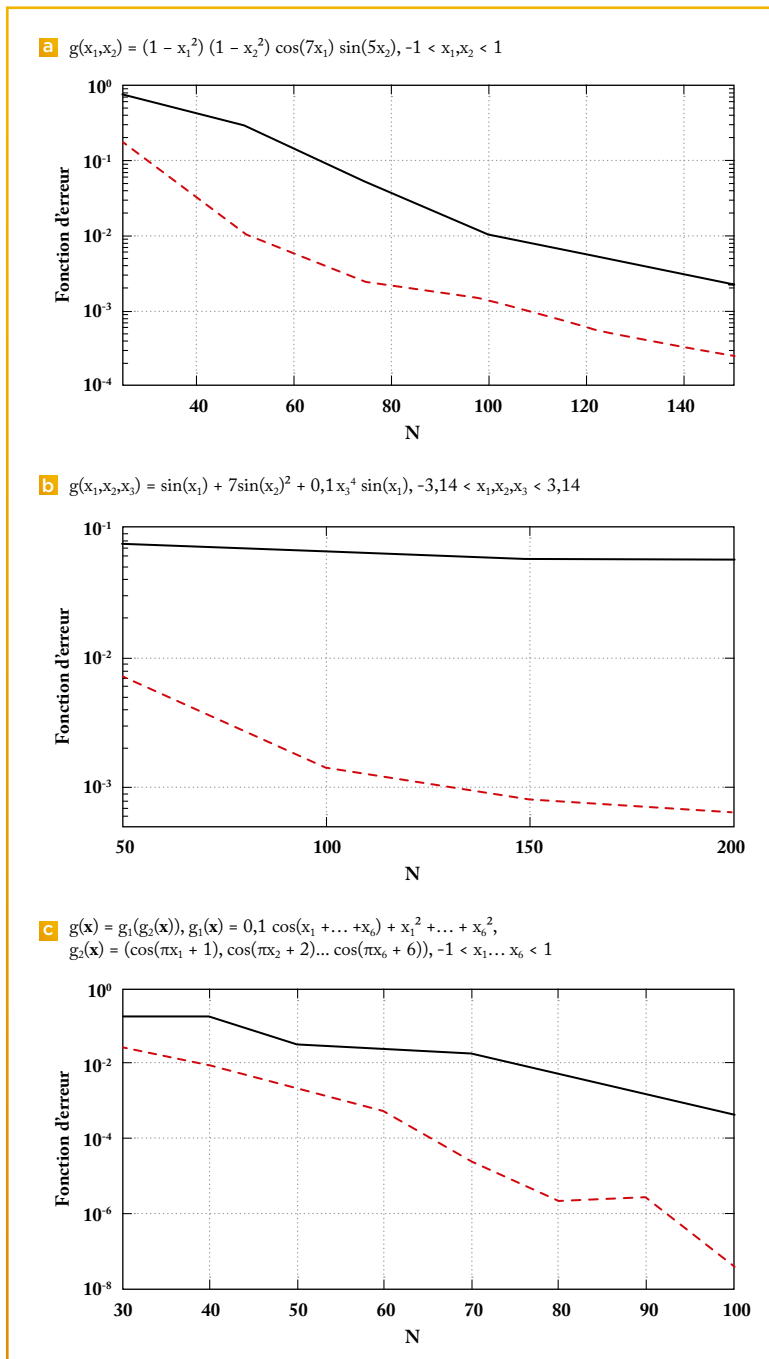 a g(x₁,x₂) = (1 – x₁²) (1 – x₂²) cos(7x₁) sin(5x₂), -1 < x₁,x₂ < 1
10⁰
10⁻¹
10⁻²
10⁻³
10⁻⁴
Fonction d'erreur
40 60 80 100 120 140
N
b g(x₁,x₂,x₃) = sin(x₁) + 7sin(x₂)² + 0,1x₃⁴ sin(x₁), -3,14 < x₁,x₂,x₃ < 3,14
10⁻¹
10⁻²
10⁻³
Fonction d'erreur
50 100 150 200
N
c g(x) = g₁(g₂(x)), g₁(x) = 0,1 cos(x₁ +... +x₆) + x₁² +... + x₆²,
g₂(x) = (cos(πx₁ + 1), cos(πx₂ + 2)... cos(πx₆ + 6)), -1 < x₁... x₆ < 1
10⁰
10⁻²
10⁻⁴
10⁻⁶
10⁻⁸
Fonction d'erreur
30 40 50 60 70 80 90 100
N